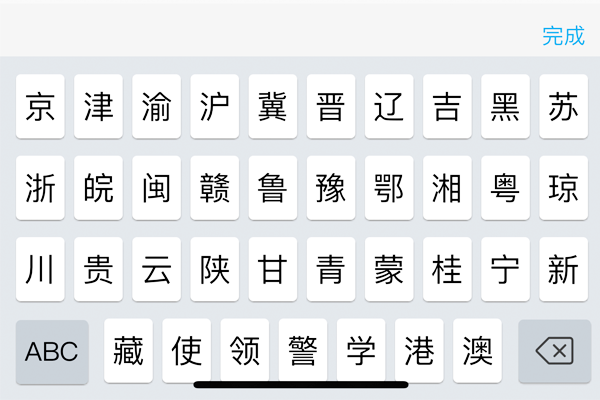 完成
京 津 渝 沪 冀 晋 辽 吉 黑 苏
浙 皖 闽 赣 鲁 豫 鄂 湘 粤 琼
川 贵 云 陕 甘 青 蒙 桂 宁 新
ABC 藏 使 领 警 学 港 澳